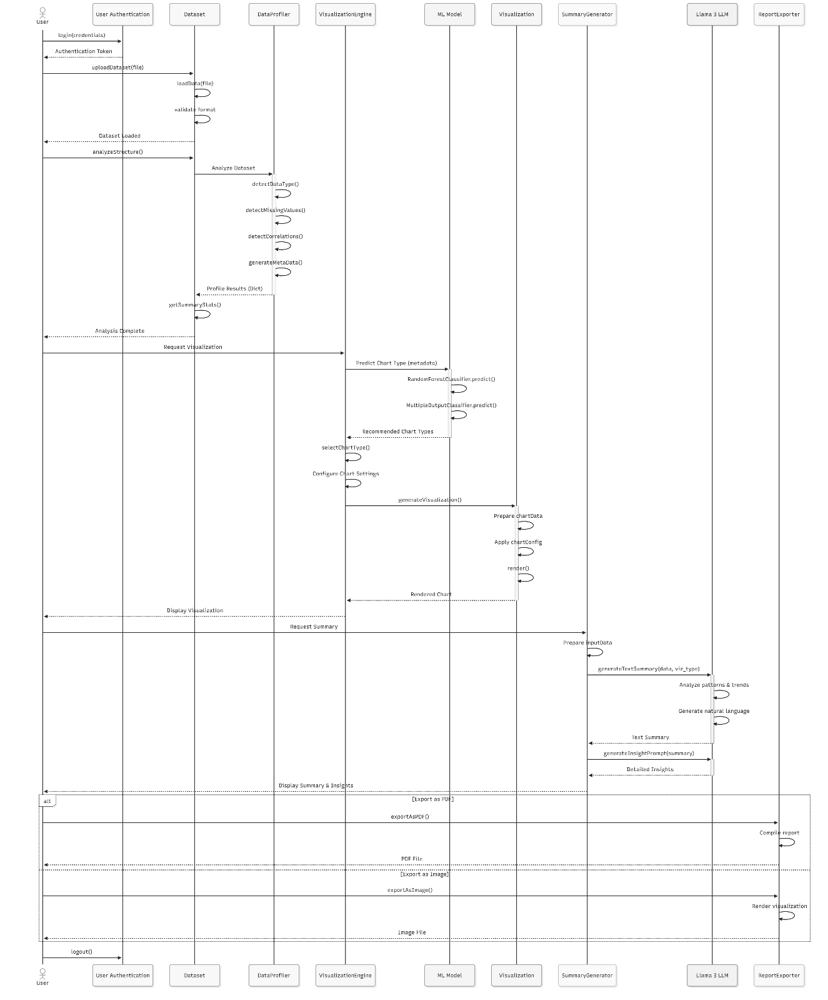 User
User Authentication
Dataset
DataProfiler
VisualizationEngine
ML Model
Visualization
SummaryGenerator
Llama 3 LLM
ReportExporter
login(credentials)
Authentication Token
uploadDataset(file)
loadData(file)
validate format
Dataset Loaded
analyzeStructure()
Analyze Dataset
detectDataType()
detectMissingValues()
detectCorrelations()
generateMetaData()
Profile Results (Dict)
getSummaryStats()
Analysis Complete
Request Visualization
Predict Chart Type (metadata)
RandomForestClassifier.predict()
MultipleOutputClassifier.predict()
Recommended Chart Types
selectChartType()
Configure Chart Settings
generateVisualization()
Prepare chartData
Apply chartConfig
render()
Rendered Chart
Display Visualization
Request Summary
Prepare inputData
generateTextSummary(data, viz_type)
Analyze patterns & trends
Generate natural language
Text Summary
generateInsightPrompt(summary)
Detailed Insights
Display Summary & Insights
alt
[Export as PDF]
exportAsPDF()
Compile report
PDF File
[Export as Image]
exportAsImage()
Render visualization
Image File
logout()
User
User Authentication
Dataset
DataProfiler
VisualizationEngine
ML Model
Visualization
SummaryGenerator
Llama 3 LLM
ReportExporter